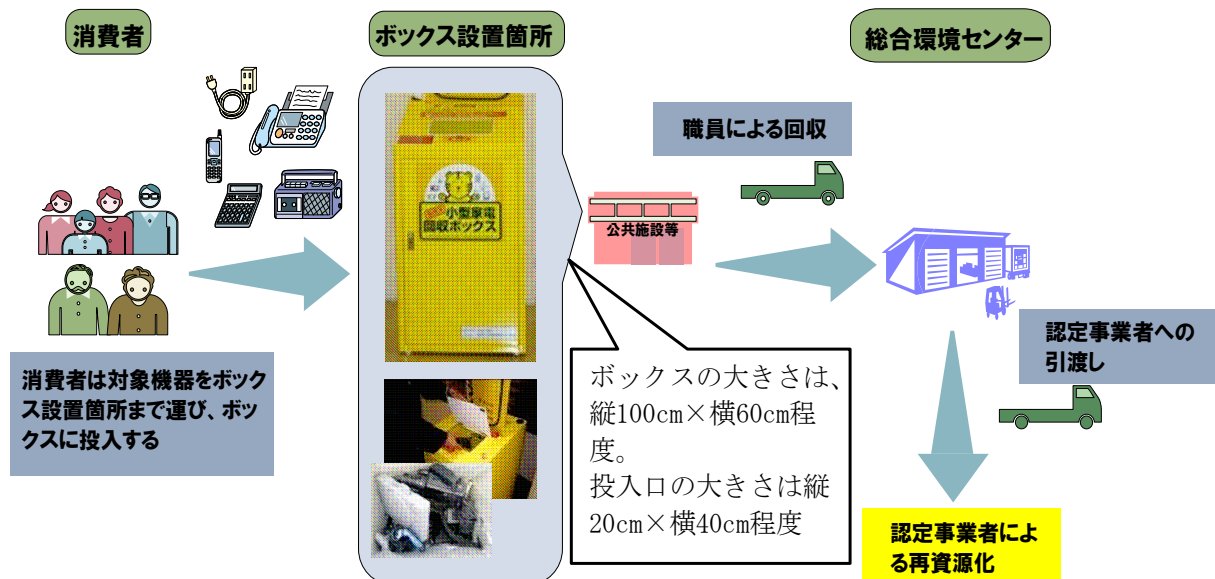 消費者
ボックス設置箇所
総合環境センター
職員による回収
小型家電
回収ボックス
公共施設等
認定事業者への
引渡し
消費者は対象機器をボック
ス設置箇所まで運び、ボッ
クスに投入する
ボックスの大きさは、
縦100cm×横60cm程
度。
投入口の大きさは縦
20cm×横40cm程度
認定事業者によ
る再資源化